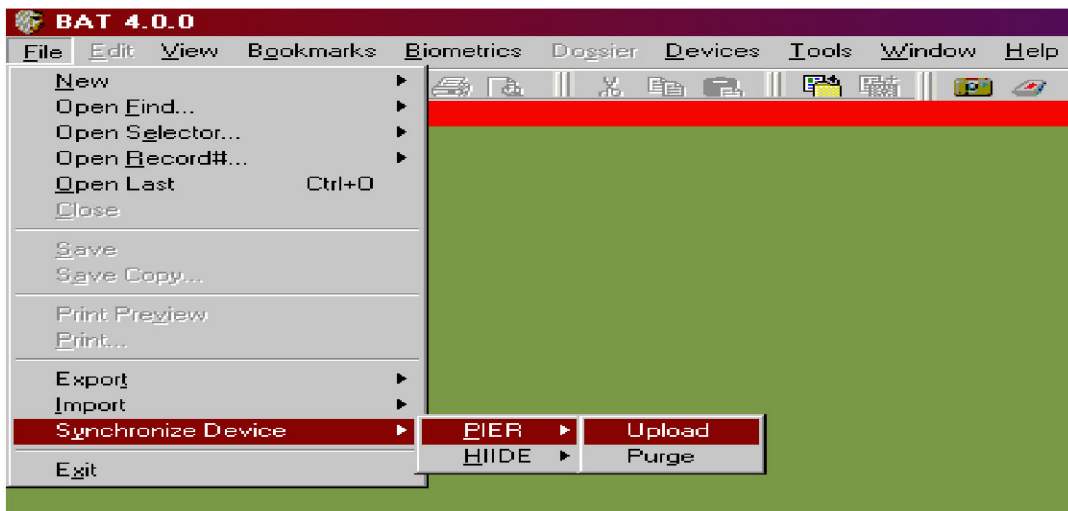 BAT 4.0.0
File Edit View Bookmarks Biometrics Dossier Devices Tools Window Help
New
Open Find...
Open Selector...
Open Record#...
Open Last Ctrl+O
Close
Save
Save Copy...
Print Preview
Print...
Export
Import
Synchronize Device PIER Upload
HIIDE Purge
Exit